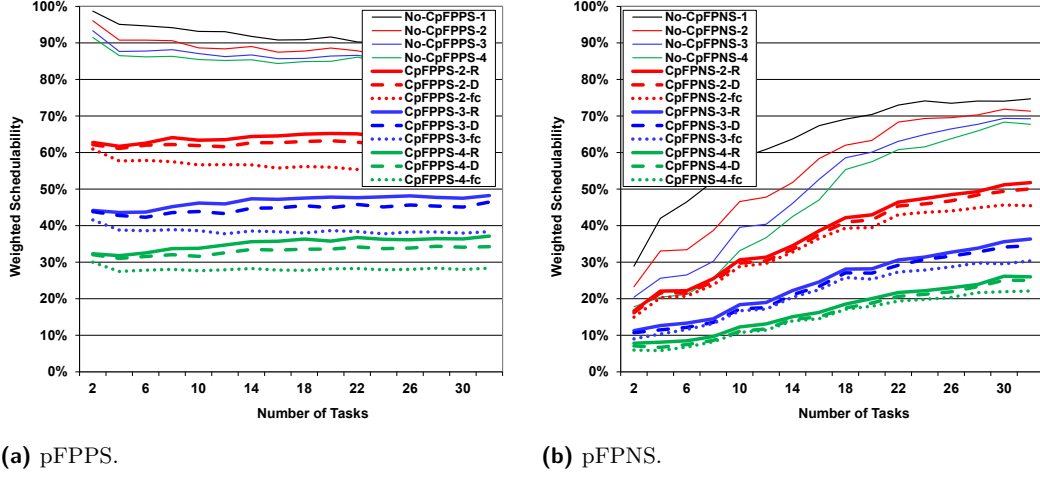 100%
90%
80%
70%
60%
50%
40%
30%
20%
10%
0%
Weighted Schedulability
2 6 10 14 18 22 26 30
Number of Tasks
No-CpFPPS-1
No-CpFPPS-2
No-CpFPPS-3
No-CpFPPS-4
CpFPPS-2-R
CpFPPS-2-D
CpFPPS-2-fc
CpFPPS-3-R
CpFPPS-3-D
CpFPPS-3-fc
CpFPPS-4-R
CpFPPS-4-D
CpFPPS-4-fc
(a) pFPPS.
100%
90%
80%
70%
60%
50%
40%
30%
20%
10%
0%
Weighted Schedulability
2 6 10 14 18 22 26 30
Number of Tasks
No-CpFPNS-1
No-CpFPNS-2
No-CpFPNS-3
No-CpFPNS-4
CpFPNS-2-R
CpFPNS-2-D
CpFPNS-2-fc
CpFPNS-3-R
CpFPNS-3-D
CpFPNS-3-fc
CpFPNS-4-R
CpFPNS-4-D
CpFPNS-4-fc
(b) pFPNS.